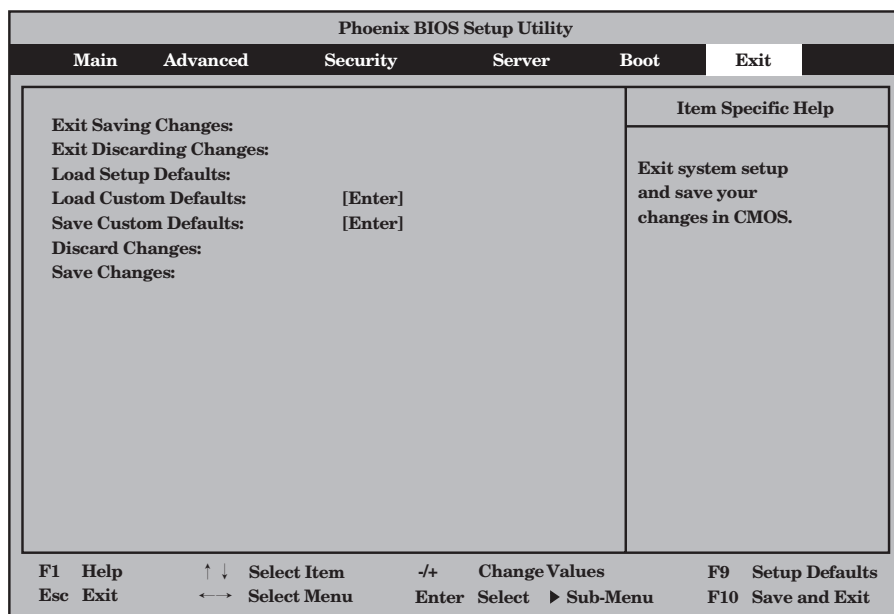 Phoenix BIOS Setup Utility
Main Advanced Security Server Boot Exit
Item Specific Help
Exit Saving Changes:
Exit Discarding Changes:
Load Setup Defaults:
Load Custom Defaults: [Enter]
Save Custom Defaults: [Enter]
Discard Changes:
Save Changes:
Exit system setup
and save your
changes in CMOS.
F1 Help ↑ ↓ Select Item -/+ Change Values F9 Setup Defaults
Esc Exit ←→ Select Menu Enter Select ▶ Sub-Menu F10 Save and Exit